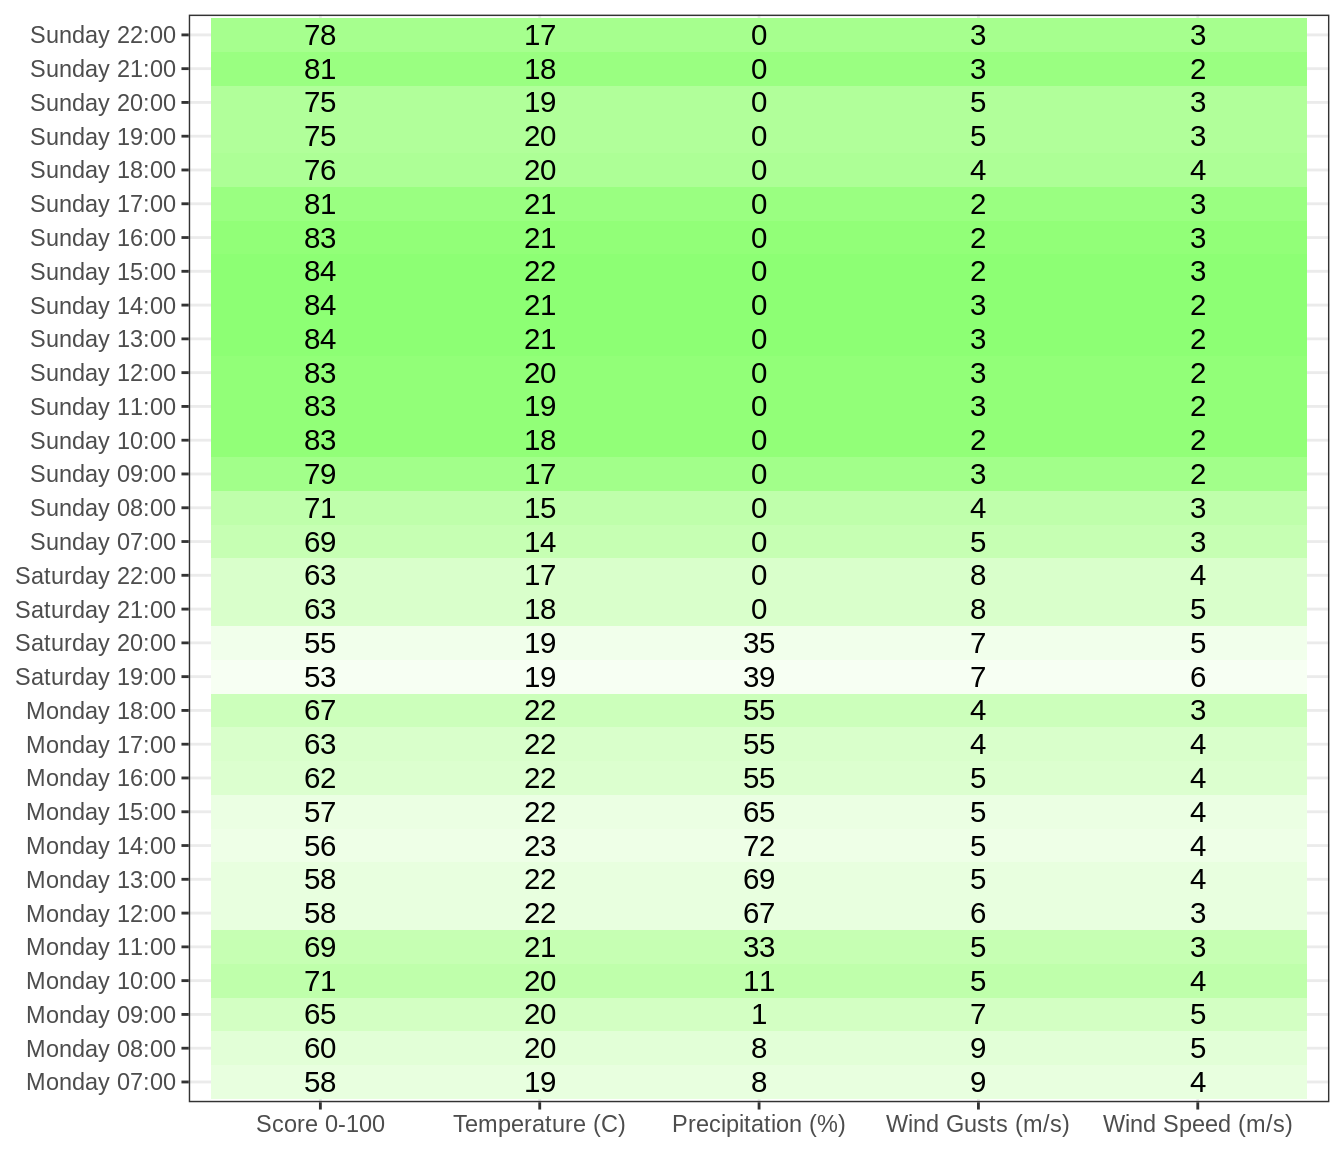 Sunday 22:00 78 17 0 3 3
Sunday 21:00 81 18 0 3 2
Sunday 20:00 75 19 0 5 3
Sunday 19:00 75 20 0 5 3
Sunday 18:00 76 20 0 4 4
Sunday 17:00 81 21 0 2 3
Sunday 16:00 83 21 0 2 3
Sunday 15:00 84 22 0 2 3
Sunday 14:00 84 21 0 3 2
Sunday 13:00 84 21 0 3 2
Sunday 12:00 83 20 0 3 2
Sunday 11:00 83 19 0 3 2
Sunday 10:00 83 18 0 2 2
Sunday 09:00 79 17 0 3 2
Sunday 08:00 71 15 0 4 3
Sunday 07:00 69 14 0 5 3
Saturday 22:00 63 17 0 8 4
Saturday 21:00 63 18 0 8 5
Saturday 20:00 55 19 35 7 5
Saturday 19:00 53 19 39 7 6
Monday 18:00 67 22 55 4 3
Monday 17:00 63 22 55 4 4
Monday 16:00 62 22 55 5 4
Monday 15:00 57 22 65 5 4
Monday 14:00 56 23 72 5 4
Monday 13:00 58 22 69 5 4
Monday 12:00 58 22 67 6 3
Monday 11:00 69 21 33 5 3
Monday 10:00 71 20 11 5 4
Monday 09:00 65 20 1 7 5
Monday 08:00 60 20 8 9 5
Monday 07:00 58 19 8 9 4
Score 0-100 Temperature (C) Precipitation (%) Wind Gusts (m/s) Wind Speed (m/s)